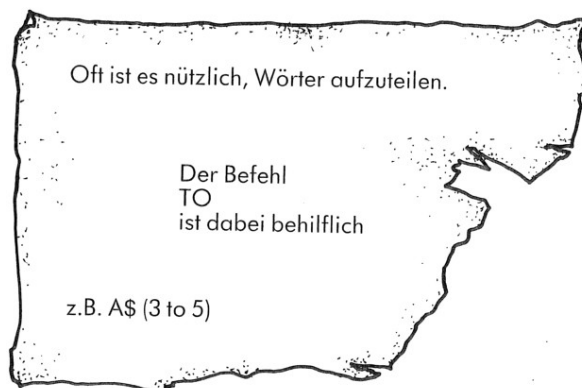 Oft ist es nützlich, Wörter aufzuteilen.
Der Befehl
TO
ist dabei behilflich
z.B. A$ (3 to 5)